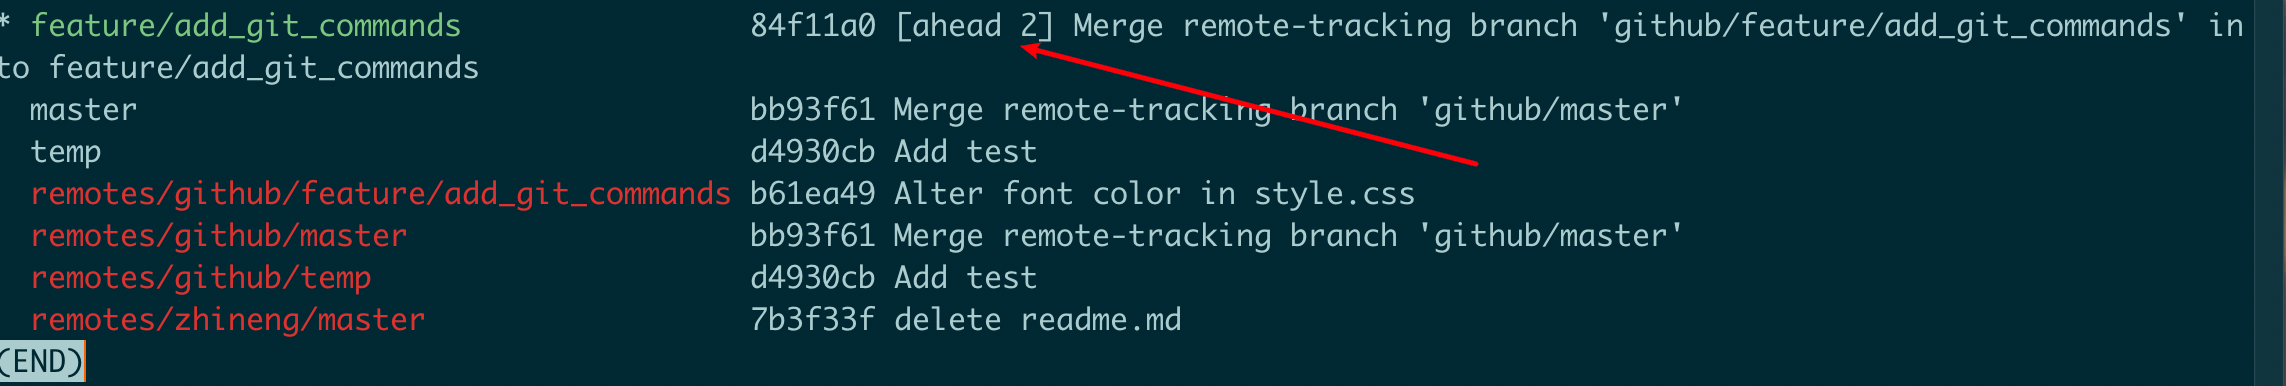 * feature/add_git_commands 84f11a0 [ahead 2] Merge remote-tracking branch 'github/feature/add_git_commands' in
to feature/add_git_commands
master bb93f61 Merge remote-tracking branch 'github/master'
temp d4930cb Add test
remotes/github/feature/add_git_commands b61ea49 Alter font color in style.css
remotes/github/master bb93f61 Merge remote-tracking branch 'github/master'
remotes/github/temp d4930cb Add test
remotes/zhineng/master 7b3f33f delete readme.md
(END)